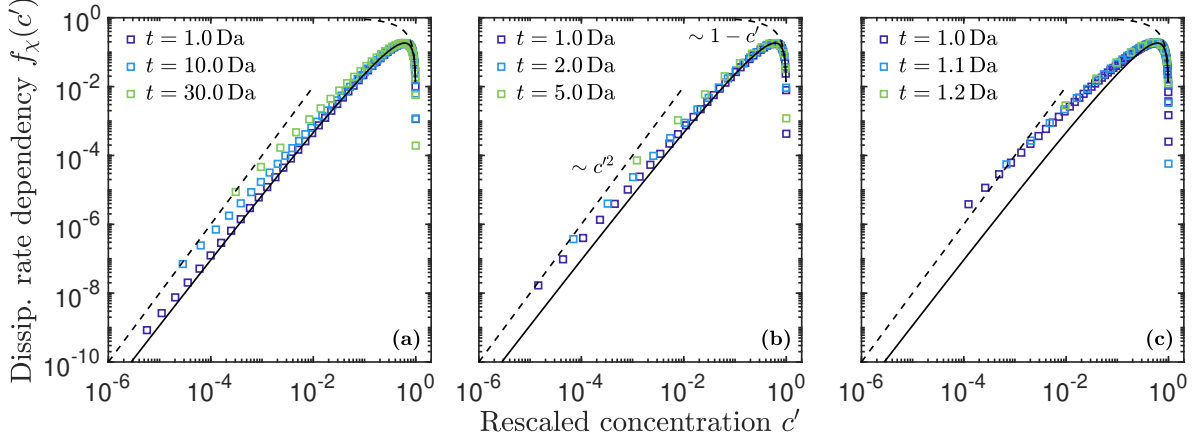 Dissip. rate dependency fχ(c′)
10^0
10^-2
10^-4
10^-6
10^-8
10^-10
t = 1.0 Da
t = 10.0 Da
t = 30.0 Da
(a)
10^-6
10^-4
10^-2
10^0
t = 1.0 Da
t = 2.0 Da
t = 5.0 Da
∼ 1 − c′
∼ c′²
(b)
10^-6
10^-4
10^-2
10^0
t = 1.0 Da
t = 1.1 Da
t = 1.2 Da
(c)
10^-6
10^-4
10^-2
10^0
Rescaled concentration c′